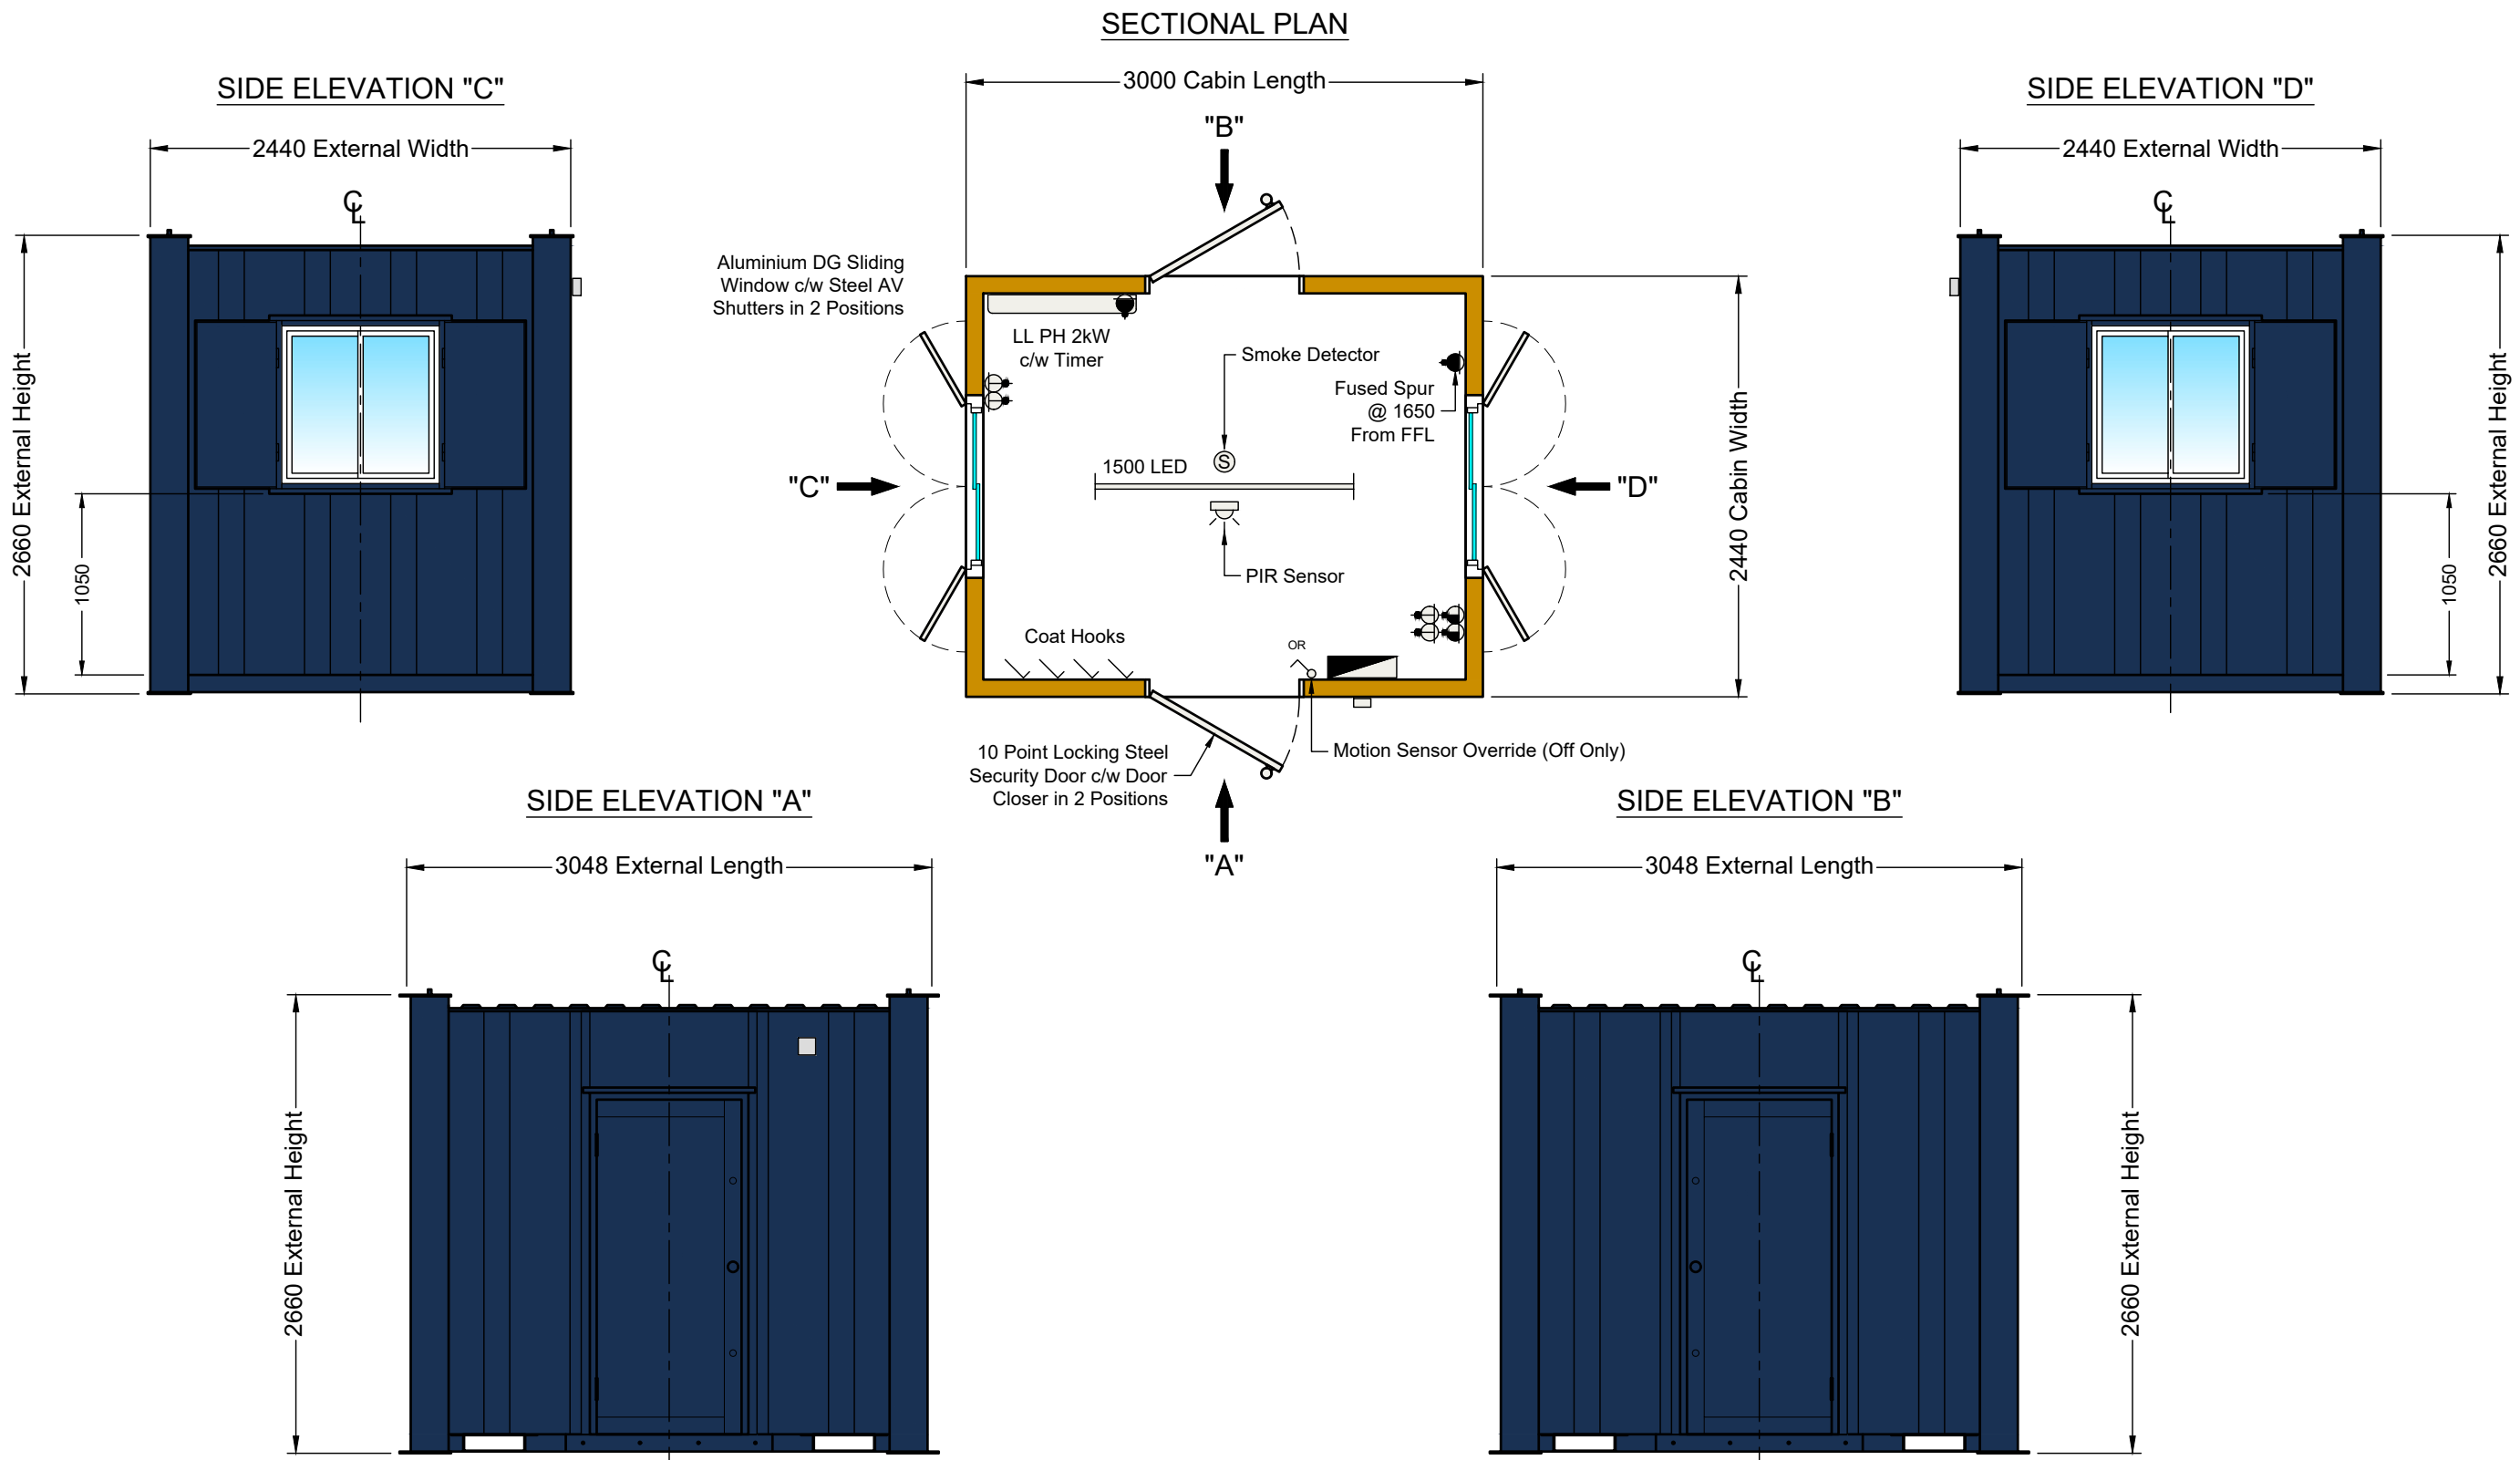 SECTIONAL PLAN
SIDE ELEVATION "C"
2440 External Width
CL
2660 External Height
1050
3000 Cabin Length
"B"
Aluminium DG Sliding
Window c/w Steel AV
Shutters in 2 Positions
LL PH 2kW
c/w Timer
Smoke Detector
Fused Spur
@ 1650
From FFL
1500 LED
S
"C"
"D"
PIR Sensor
2440 Cabin Width
Coat Hooks
OR
10 Point Locking Steel
Security Door c/w Door
Closer in 2 Positions
Motion Sensor Override (Off Only)
"A"
SIDE ELEVATION "D"
2440 External Width
CL
2660 External Height
1050
SIDE ELEVATION "A"
3048 External Length
CL
2660 External Height
SIDE ELEVATION "B"
3048 External Length
CL
2660 External Height